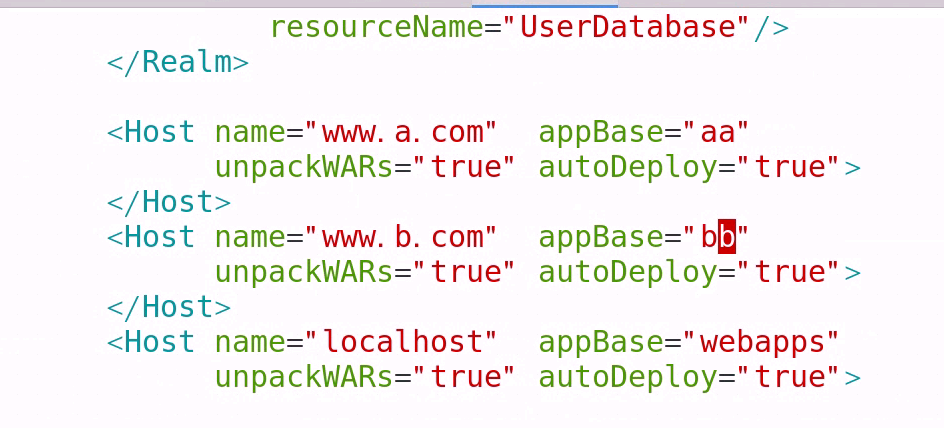 resourceName="UserDatabase"/>
</Realm>
<Host name="www.a.com"  appBase="aa"
unpackWARs="true" autoDeploy="true">
</Host>
<Host name="www.b.com"  appBase="bb"
unpackWARs="true" autoDeploy="true">
</Host>
<Host name="localhost"  appBase="webapps"
unpackWARs="true" autoDeploy="true">